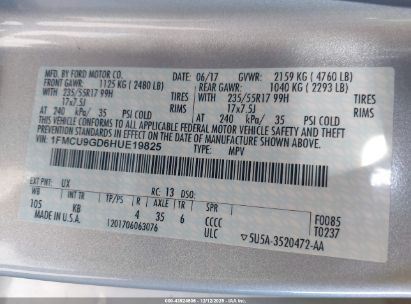 MFD. BY FORD MOTOR CO.
DATE: 06/17 GVWR: 2159 KG ( 4760 LB)
FRONT GAWR: 1125 KG ( 2480 LB) REAR GAWR: 1040 KG ( 2293 LB)
WITH 235/55R17 99H TIRES WITH 235/55R17 99H TIRES
17x7.5J RIMS 17x7.5J RIMS
AT 240 kPa/ 35 PSI COLD AT 240 kPa/ 35 PSI COLD
THIS VEHICLE CONFORMS TO ALL APPLICABLE FEDERAL MOTOR VEHICLE SAFETY AND THEFT PREVENTION STANDARDS IN EFFECT ON THE DATE OF MANUFACTURE SHOWN ABOVE.
1FMCU9GD6HUE19825 MPV
EXT PNT: UX RC: 13 DSO:
WB INT TR TP/PS R AXLE TR SPR F0085
105 KB 4 35 6 CCCC T0237
MADE IN U.S.A. ULC
1201706063076 5U5A-3520472-AA